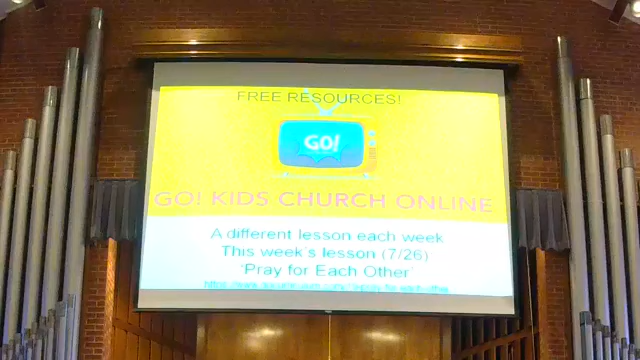 FREE RESOURCES!
GO!
GO! KIDS CHURCH ONLINE
A different lesson each week
This week's lesson (7/26)
'Pray for Each Other'